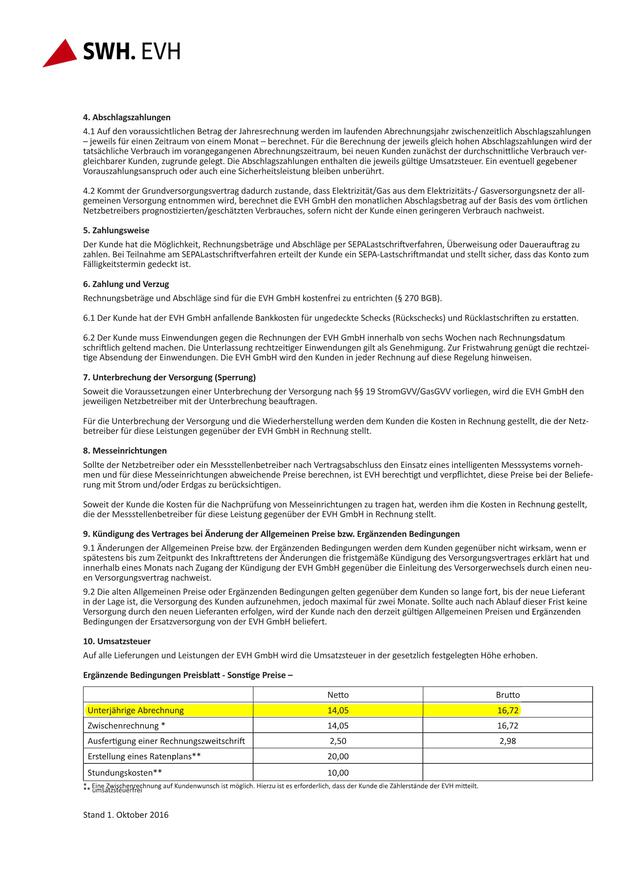 SWH. EVH
4. Abschlagszahlungen
4.1 Auf den voraussichtlichen Betrag der Jahresrechnung werden im laufenden Abrechnungsjahr zwischenzeitlich Abschlagszahlungen
– jeweils für einen Zeitraum von einem Monat – berechnet. Für die Berechnung der jeweils gleich hohen Abschlagszahlungen wird der
tatsächliche Verbrauch im vorangegangenen Abrechnungszeitraum, bei neuen Kunden zunächst der durchschnittliche Verbrauch ver-
gleichbarer Kunden, zugrunde gelegt. Die Abschlagszahlungen enthalten die jeweils gültige Umsatzsteuer. Ein eventuell gegebener
Vorauszahlungsanspruch oder auch eine Sicherheitsleistung bleiben unberührt.
4.2 Kommt der Grundversorgungsvertrag dadurch zustande, dass Elektrizität/Gas aus dem Elektrizitäts-/ Gasversorgungsnetz der all-
gemeinen Versorgung entnommen wird, berechnet die EVH GmbH den monatlichen Abschlagsbetrag auf der Basis des vom örtlichen
Netzbetreibers prognostizierten/geschätzten Verbrauches, sofern nicht der Kunde einen geringeren Verbrauch nachweist.
5. Zahlungsweise
Der Kunde hat die Möglichkeit, Rechnungsbeträge und Abschläge per SEPALastschriftverfahren, Überweisung oder Dauerauftrag zu
zahlen. Bei Teilnahme am SEPALastschriftverfahren erteilt der Kunde ein SEPA-Lastschriftmandat und stellt sicher, dass das Konto zum
Fälligkeitstermin gedeckt ist.
6. Zahlung und Verzug
Rechnungsbeträge und Abschläge sind für die EVH GmbH kostenfrei zu entrichten (§ 270 BGB).
6.1 Der Kunde hat der EVH GmbH anfallende Bankkosten für ungedeckte Schecks (Rückschecks) und Rücklastschriften zu erstatten.
6.2 Der Kunde muss Einwendungen gegen die Rechnungen der EVH GmbH innerhalb von sechs Wochen nach Rechnungsdatum
schriftlich geltend machen. Die Unterlassung rechtzeitiger Einwendungen gilt als Genehmigung. Zur Fristwahrung genügt die rechtzei-
tige Absendung der Einwendungen. Die EVH GmbH wird den Kunden in jeder Rechnung auf diese Regelung hinweisen.
7. Unterbrechung der Versorgung (Sperrung)
Soweit die Voraussetzungen einer Unterbrechung der Versorgung nach §§ 19 StromGVV/GasGVV vorliegen, wird die EVH GmbH den
jeweiligen Netzbetreiber mit der Unterbrechung beauftragen.
Für die Unterbrechung der Versorgung und die Wiederherstellung werden dem Kunden die Kosten in Rechnung gestellt, die der Netz-
betreiber für diese Leistungen gegenüber der EVH GmbH in Rechnung stellt.
8. Messeinrichtungen
Sollte der Netzbetreiber oder ein Messstellenbetreiber nach Vertragsabschluss den Einsatz eines intelligenten Messsystems vorneh-
men und für diese Messeinrichtungen abweichende Preise berechnen, ist EVH berechtigt und verpflichtet, diese Preise bei der Beliefe-
rung mit Strom und/oder Erdgas zu berücksichtigen.
Soweit der Kunde die Kosten für die Nachprüfung von Messeinrichtungen zu tragen hat, werden ihm die Kosten in Rechnung gestellt,
die der Messstellenbetreiber für diese Leistung gegenüber der EVH GmbH in Rechnung stellt.
9. Kündigung des Vertrages bei Änderung der Allgemeinen Preise bzw. Ergänzenden Bedingungen
9.1 Änderungen der Allgemeinen Preise bzw. der Ergänzenden Bedingungen werden dem Kunden gegenüber nicht wirksam, wenn er
spätestens bis zum Zeitpunkt des Inkrafttretens der Änderungen die fristgemäße Kündigung des Versorgungsvertrages erklärt hat und
innerhalb eines Monats nach Zugang der Kündigung der EVH GmbH gegenüber die Einleitung des Versorgerwechsels durch einen neu-
en Versorgungsvertrag nachweist.
9.2 Die alten Allgemeinen Preise oder Ergänzenden Bedingungen gelten gegenüber dem Kunden so lange fort, bis der neue Lieferant
in der Lage ist, die Versorgung des Kunden aufzunehmen, jedoch maximal für zwei Monate. Sollte auch nach Ablauf dieser Frist keine
Versorgung durch den neuen Lieferanten erfolgen, wird der Kunde nach den derzeit gültigen Allgemeinen Preisen und Ergänzenden
Bedingungen der Ersatzversorgung von der EVH GmbH beliefert.
10. Umsatzsteuer
Auf alle Lieferungen und Leistungen der EVH GmbH wird die Umsatzsteuer in der gesetzlich festgelegten Höhe erhoben.
Ergänzende Bedingungen Preisblatt - Sonstige Preise –
Netto Brutto
Unterjährige Abrechnung 14,05 16,72
Zwischenrechnung * 14,05 16,72
Ausfertigung einer Rechnungszweitschrift 2,50 2,98
Erstellung eines Ratenplans** 20,00
Stundungskosten** 10,00
* Eine Zwischenrechnung auf Kundenwunsch ist möglich. Hierzu ist es erforderlich, dass der Kunde die Zählerstände der EVH mitteilt.
** umsatzsteuerfrei
Stand 1. Oktober 2016